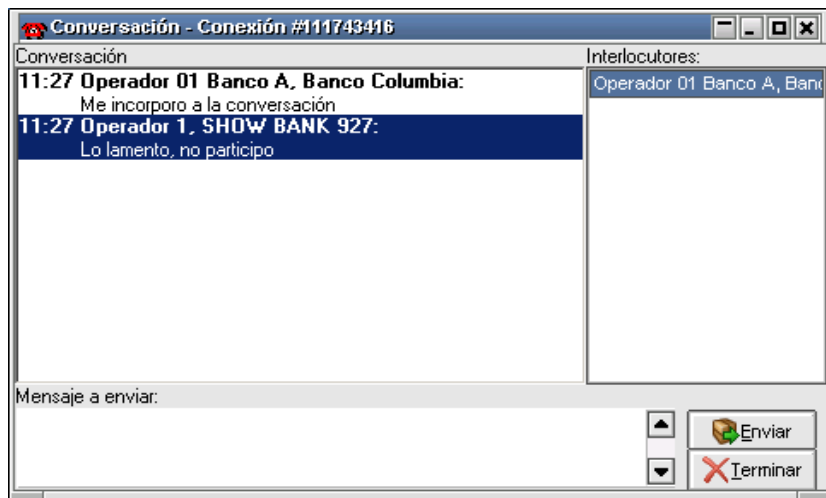 Conversación - Conexión #111743416
Conversación
Interlocutores:
11:27 Operador 01 Banco A, Banco Columbia:
Me incorporo a la conversación
11:27 Operador 1, SHOW BANK 927:
Lo lamento, no participo
Operador 01 Banco A, Banc
Mensaje a enviar:
Enviar
Terminar